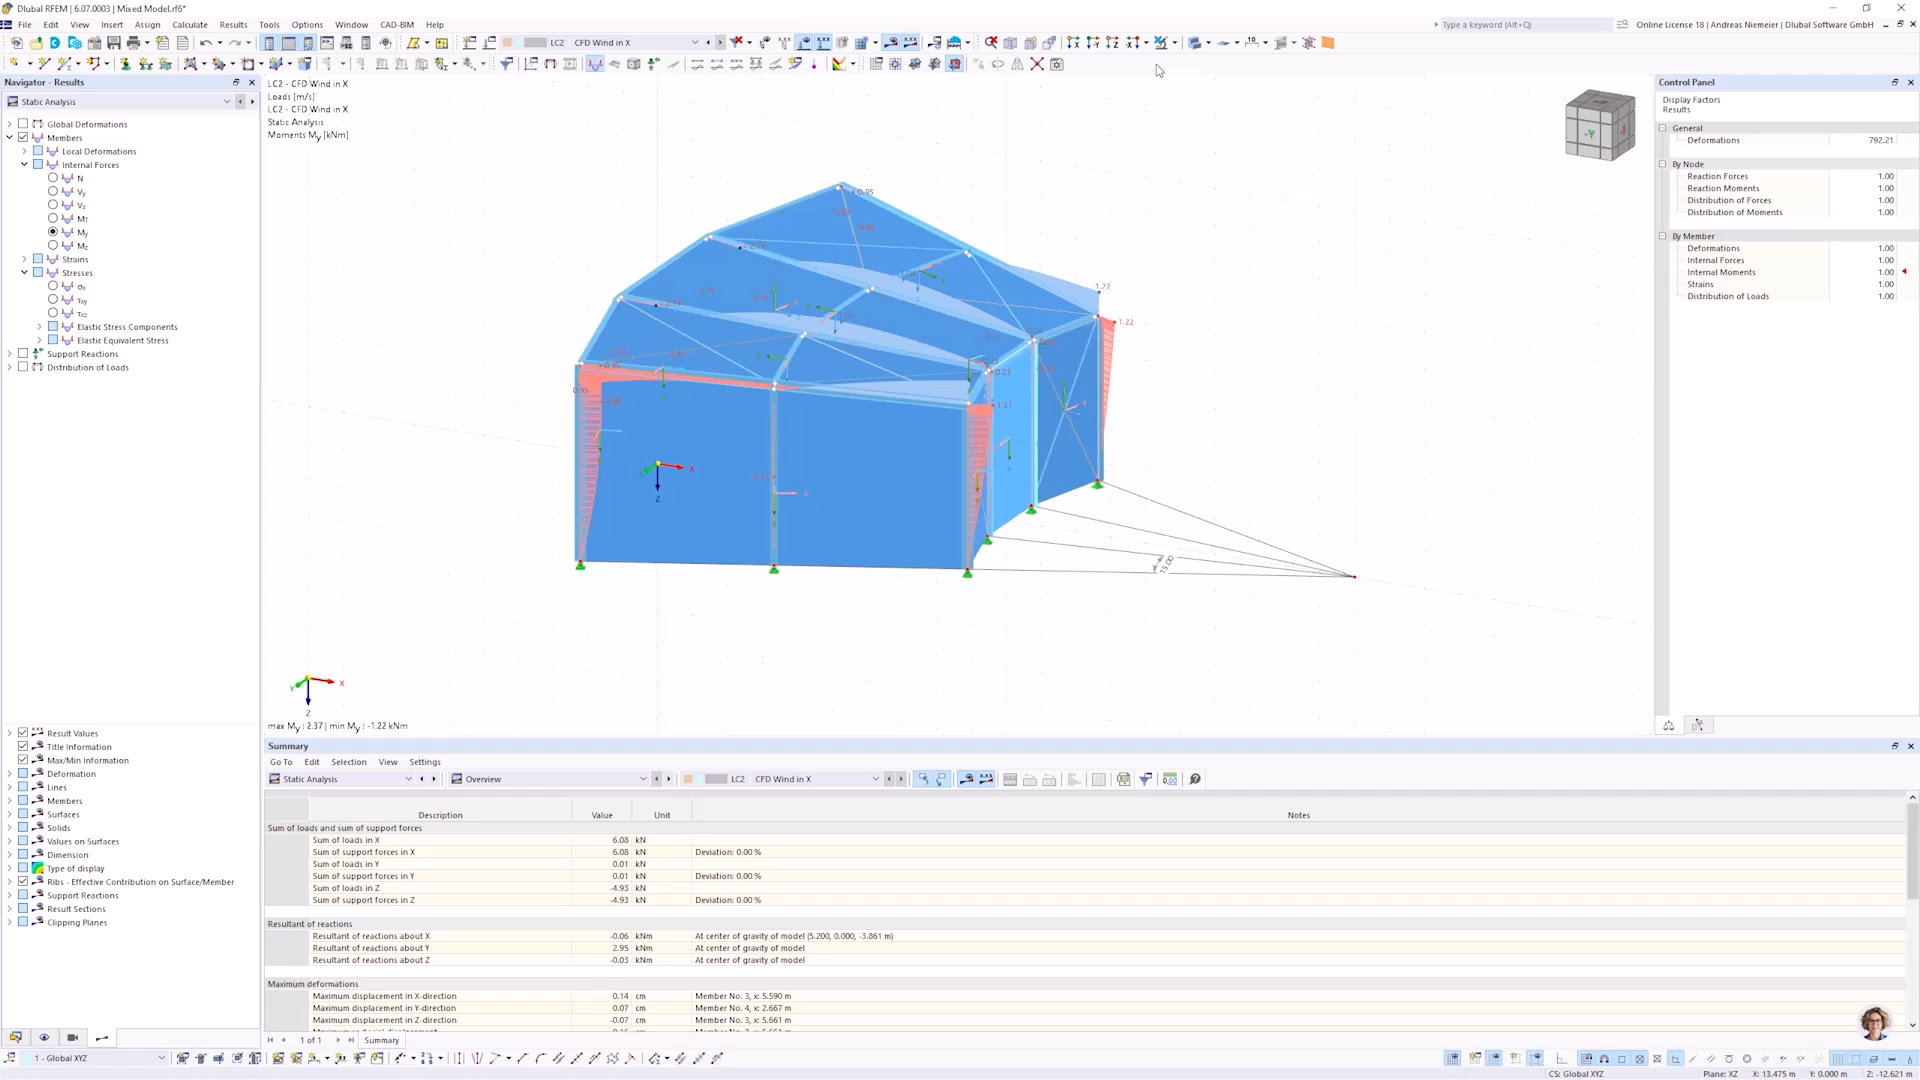 Dlubal RFEM | 6.07.0003 | Mixed Model.rf6*
File Edit View Insert Assign Calculate Results Tools Options Window CAD-BIM Help
Type a keyword (Alt+Q)
Online License 18 | Andreas Niemeier | Dlubal Software GmbH
LC2 CFD Wind in X
Navigator - Results
Static Analysis
Global Deformations
Members
Local Deformations
Internal Forces
N
Vy
Vz
MT
My
Mz
Strains
Stresses
σx
τxy
τxz
Elastic Stress Components
Elastic Equivalent Stress
Support Reactions
Distribution of Loads
Result Values
Title Information
Max/Min Information
Deformation
Lines
Members
Surfaces
Solids
Values on Surfaces
Dimension
Type of display
Ribs - Effective Contribution on Surface/Member
Support Reactions
Result Sections
Clipping Planes
LC2 - CFD Wind in X
Loads [m/s]
LC2 - CFD Wind in X
Static Analysis
Moments My [kNm]
-Y
0.95
1.22
1.22
0.23
1.21
0.95
X
Z
15.00
X
Y
Z
max My : 2.37 | min My : -1.22 kNm
Control Panel
Display Factors
Results
General
Deformations 792.21
By Node
Reaction Forces 1.00
Reaction Moments 1.00
Distribution of Forces 1.00
Distribution of Moments 1.00
By Member
Deformations 1.00
Internal Forces 1.00
Internal Moments 1.00
Strains 1.00
Distribution of Loads 1.00
Summary
Go To Edit Selection View Settings
Static Analysis Overview LC2 CFD Wind in X
Description Value Unit Notes
Sum of loads and sum of support forces
Sum of loads in X 6.08 kN
Sum of support forces in X 6.08 kN Deviation: 0.00 %
Sum of loads in Y 0.01 kN
Sum of support forces in Y 0.01 kN Deviation: 0.00 %
Sum of loads in Z -4.93 kN
Sum of support forces in Z -4.93 kN Deviation: 0.00 %
Resultant of reactions
Resultant of reactions about X -0.06 kNm At center of gravity of model (5.200, 0.000, -3.861 m)
Resultant of reactions about Y 2.95 kNm At center of gravity of model
Resultant of reactions about Z -0.03 kNm At center of gravity of model
Maximum deformations
Maximum displacement in X-direction 0.14 cm Member No. 3, x: 5.590 m
Maximum displacement in Y-direction 0.07 cm Member No. 4, x: 2.667 m
Maximum displacement in Z-direction -0.07 cm Member No. 3, x: 5.661 m
1 of 1 Summary
1 - Global XYZ
CS: Global XYZ Plane: XZ X: 13.475 m Y: 0.000 m Z: -12.621 m